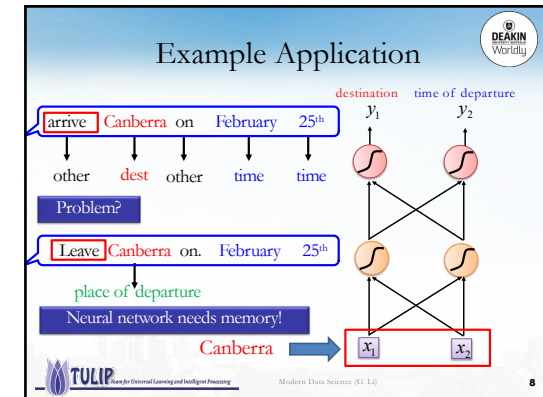 Example Application
DEAKIN
Worldly
destination time of departure
y₁ y₂
arrive Canberra on February 25th
other dest other time time
Problem?
Leave Canberra on. February 25th
place of departure
Neural network needs memory!
Canberra
x₁ x₂
TULIP Team for Universal Learning and Intelligent Processing
Modern Data Science (G. Li)
8